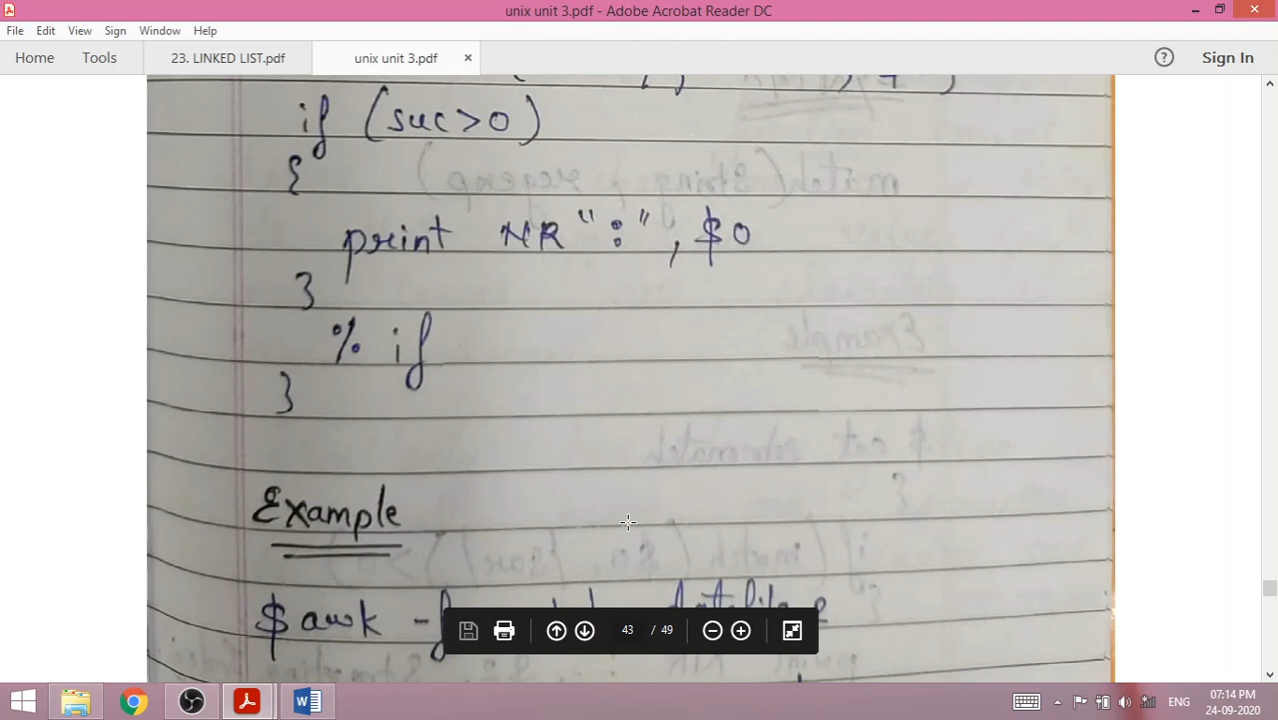 unix unit 3.pdf - Adobe Acrobat Reader DC
File Edit View Sign Window Help
Home Tools 23. LINKED LIST.pdf unix unit 3.pdf × ? Sign In
if (suc>0)
{
print NR ":", $0
}
% if
}
Example
$ awk -f datafile2
43 / 49
ENG
07:14 PM
24-09-2020